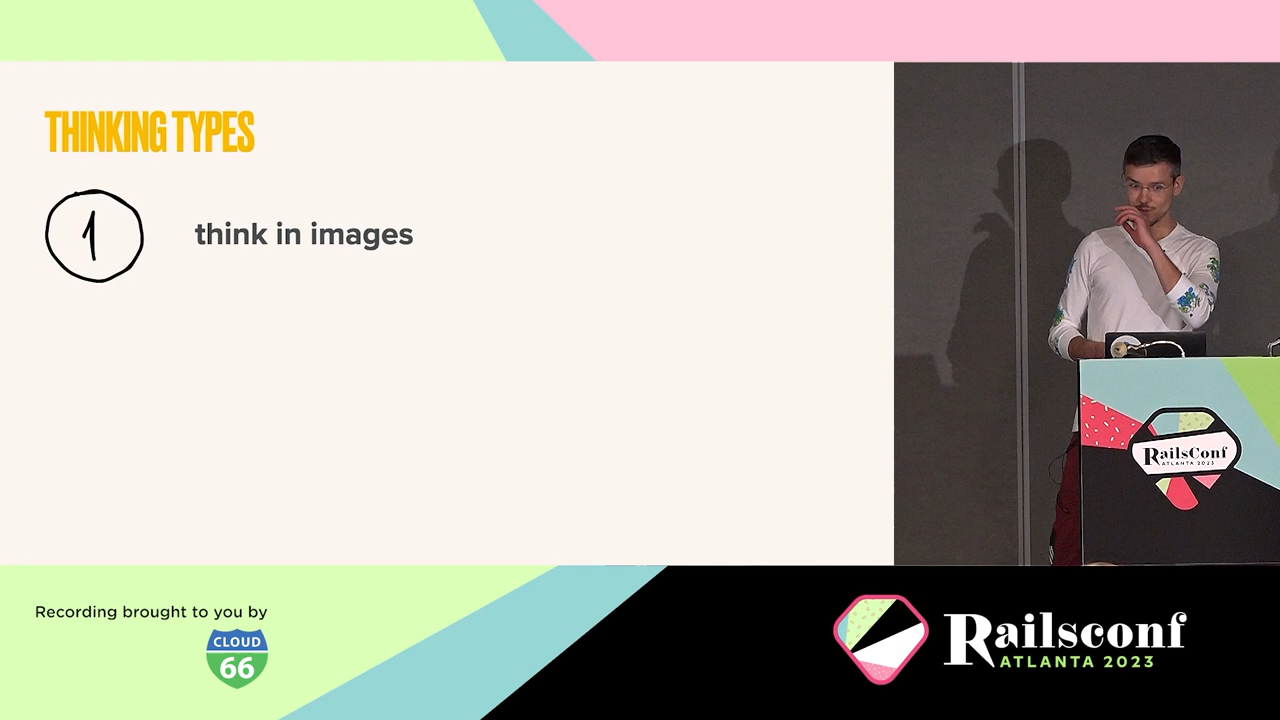 THINKING TYPES
1
think in images
RailsConf
ATLANTA 2023
Recording brought to you by
CLOUD
66
Railsconf
ATLANTA 2023